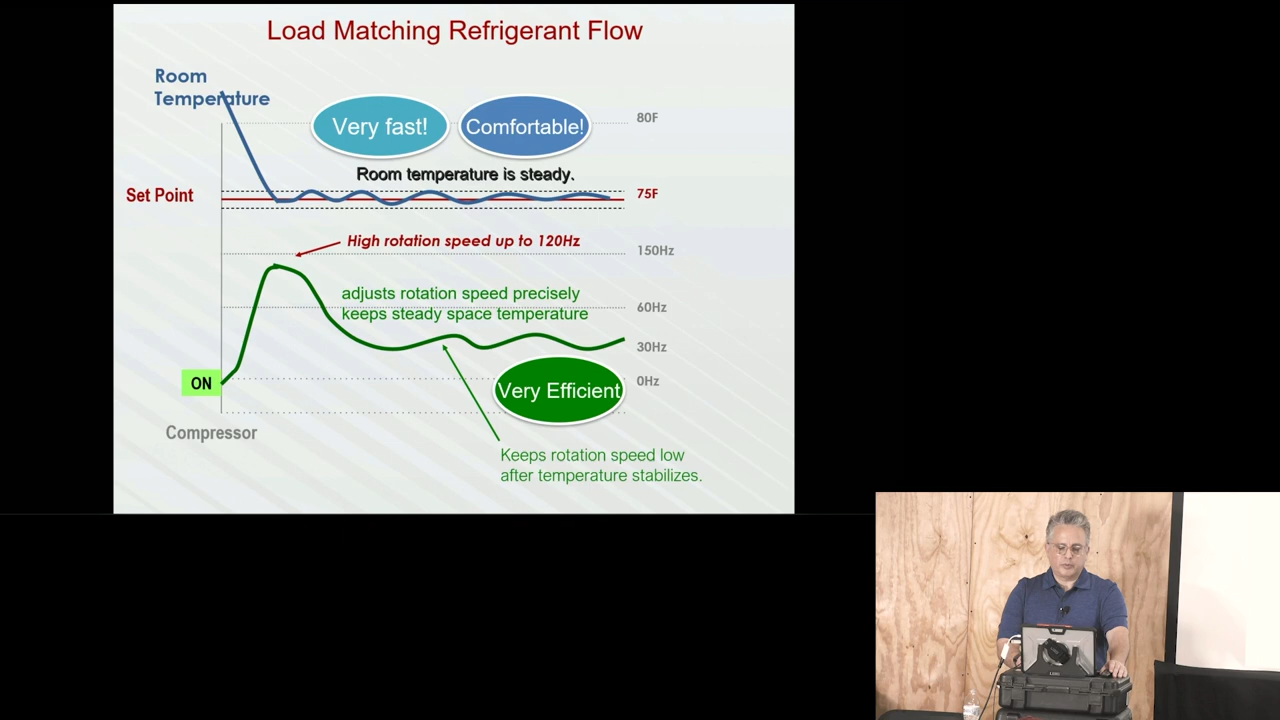 Load Matching Refrigerant Flow
Room
Temperature
Very fast!
Comfortable!
80F
Room temperature is steady.
Set Point
75F
High rotation speed up to 120Hz
150Hz
adjusts rotation speed precisely
60Hz
keeps steady space temperature
30Hz
ON
0Hz
Very Efficient
Compressor
Keeps rotation speed low
after temperature stabilizes.